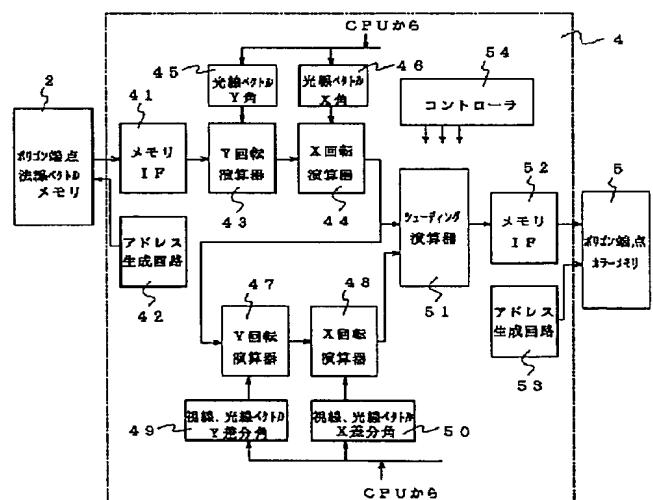 CPUから
4
45
46
54
光線ベクトル
Y角
光線ベクトル
X角
コントローラ
2
41
ポリゴン端点
法線ベクトル
メモリ
メモリ
IF
Y回転
演算器
43
X回転
演算器
44
シェーディング
演算器
51
52
メモリ
IF
5
ポリゴン端点
カラーメモリ
アドレス
生成回路
42
47
48
Y回転
演算器
X回転
演算器
アドレス
生成回路
53
49
視線、光線ベクトル
Y差分角
視線、光線ベクトル
X差分角
50
CPUから